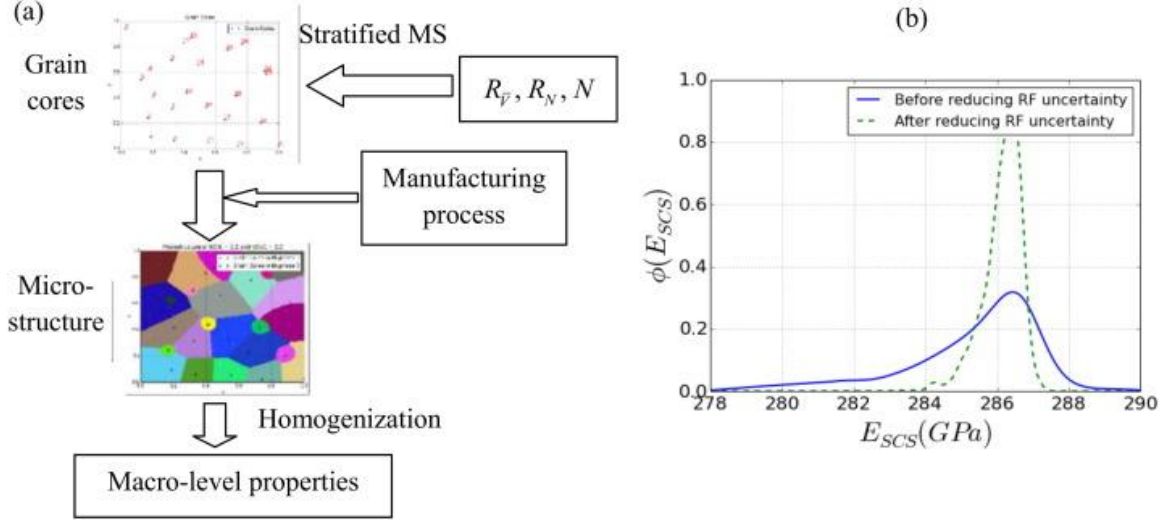 (a)
Stratified MS
Grain
cores
R_V̄, R_N, N
Manufacturing
process
Micro-
structure
Homogenization
Macro-level properties
(b)
Before reducing RF uncertainty
After reducing RF uncertainty
1.0
0.8
0.6
0.4
0.2
0.0
ϕ(E_SCS)
278 280 282 284 286 288 290
E_SCS(GPa)